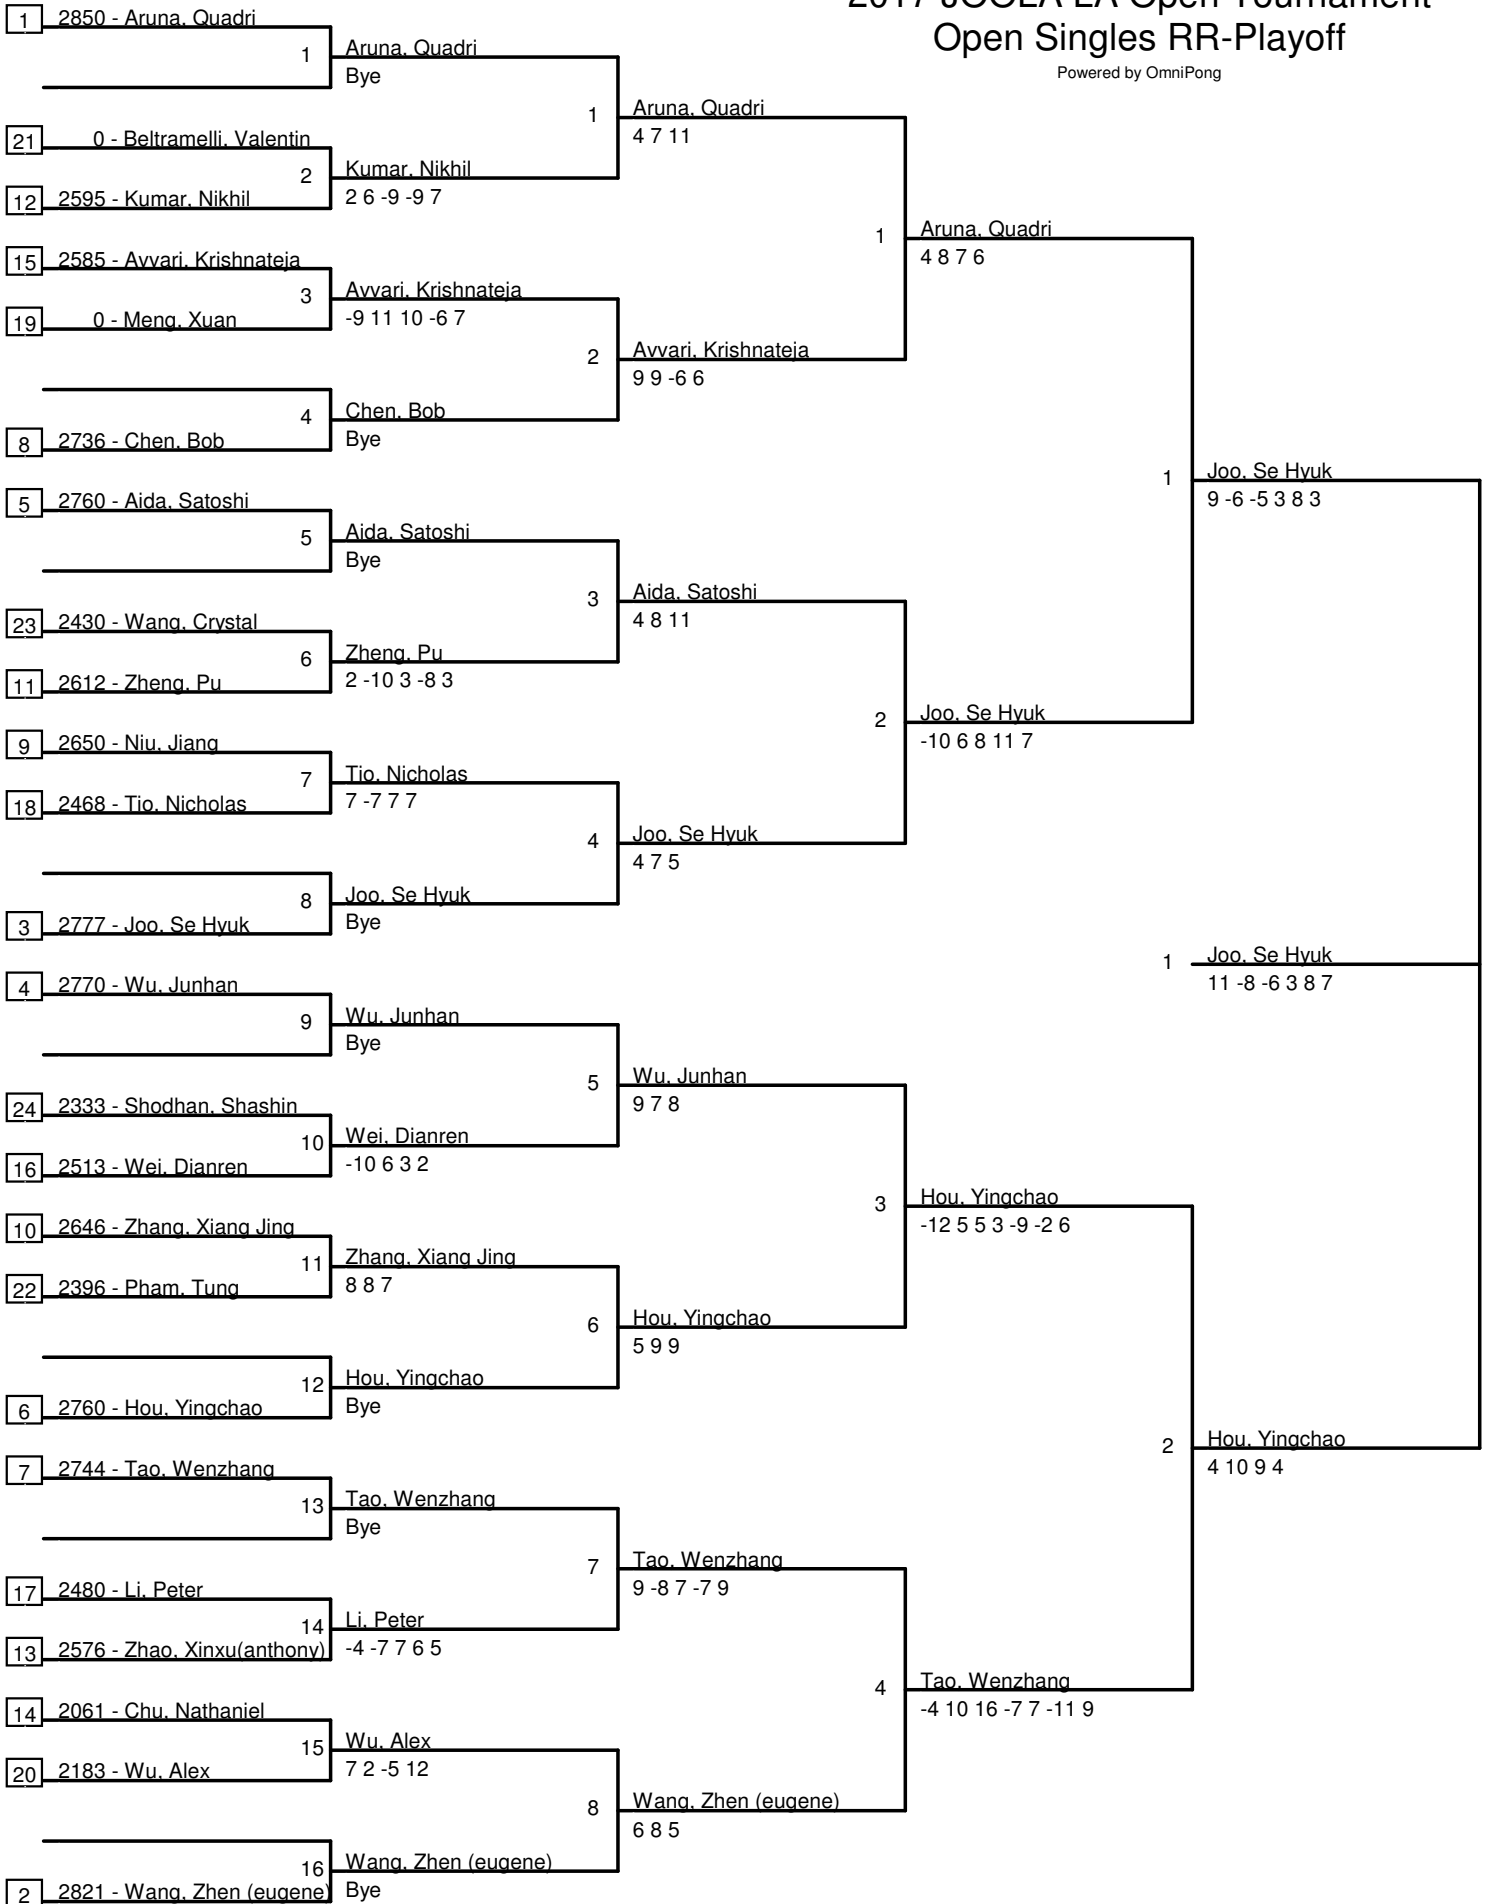 2017 JOOLA LA Open Tournament
Open Singles RR-Playoff
Powered by OmniPong
1 2850 - Aruna, Quadri
1
Aruna, Quadri
Bye
1
Aruna, Quadri
4 7 11
21 0 - Beltramelli, Valentin
2
Kumar, Nikhil
2 6 -9 -9 7
12 2595 - Kumar, Nikhil
1
Aruna, Quadri
4 8 7 6
15 2585 - Avvari, Krishnateja
3
Avvari, Krishnateja
-9 11 10 -6 7
19 0 - Meng, Xuan
2
Avvari, Krishnateja
9 9 -6 6
4
Chen, Bob
Bye
8 2736 - Chen, Bob
1
Joo, Se Hyuk
9 -6 -5 3 8 3
5 2760 - Aida, Satoshi
5
Aida, Satoshi
Bye
3
Aida, Satoshi
4 8 11
23 2430 - Wang, Crystal
6
Zheng, Pu
2 -10 3 -8 3
11 2612 - Zheng, Pu
2
Joo, Se Hyuk
-10 6 8 11 7
9 2650 - Niu, Jiang
7
Tio, Nicholas
7 -7 7 7
18 2468 - Tio, Nicholas
4
Joo, Se Hyuk
4 7 5
8
Joo, Se Hyuk
Bye
3 2777 - Joo, Se Hyuk
1
Joo, Se Hyuk
11 -8 -6 3 8 7
4 2770 - Wu, Junhan
9
Wu, Junhan
Bye
5
Wu, Junhan
9 7 8
24 2333 - Shodhan, Shashin
10
Wei, Dianren
-10 6 3 2
16 2513 - Wei, Dianren
3
Hou, Yingchao
-12 5 5 3 -9 -2 6
10 2646 - Zhang, Xiang Jing
11
Zhang, Xiang Jing
8 8 7
22 2396 - Pham, Tung
6
Hou, Yingchao
5 9 9
12
Hou, Yingchao
Bye
6 2760 - Hou, Yingchao
2
Hou, Yingchao
4 10 9 4
7 2744 - Tao, Wenzhang
13
Tao, Wenzhang
Bye
7
Tao, Wenzhang
9 -8 7 -7 9
17 2480 - Li, Peter
14
Li, Peter
-4 -7 7 6 5
13 2576 - Zhao, Xinxu(anthony)
4
Tao, Wenzhang
-4 10 16 -7 7 -11 9
14 2061 - Chu, Nathaniel
15
Wu, Alex
7 2 -5 12
20 2183 - Wu, Alex
8
Wang, Zhen (eugene)
6 8 5
16
Wang, Zhen (eugene)
Bye
2 2821 - Wang, Zhen (eugene)